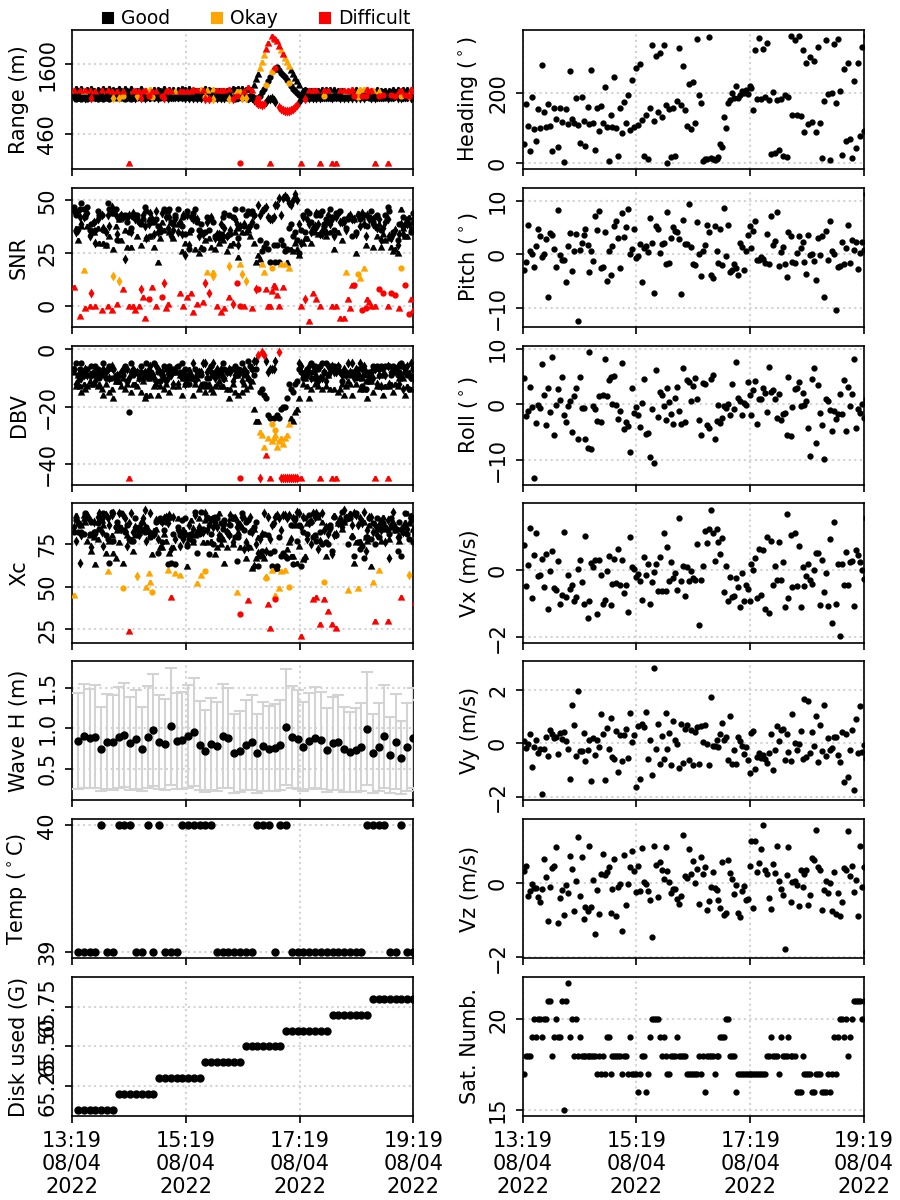 Good Okay Difficult
Range (m)
1600
460
SNR
50
25
0
DBV
0
−20
−40
Xc
75
50
25
Wave H (m)
1.5
1.0
0.5
Temp (°C)
40
39
Disk used (G)
13:19 15:19 17:19 19:19
08/04 08/04 08/04 08/04
2022 2022 2022 2022
Heading (°)
200
0
Pitch (°)
10
0
−10
Roll (°)
10
0
−10
Vx (m/s)
0
−2
Vy (m/s)
2
0
−2
Vz (m/s)
0
−2
Sat. Numb.
20
15
13:19 15:19 17:19 19:19
08/04 08/04 08/04 08/04
2022 2022 2022 2022